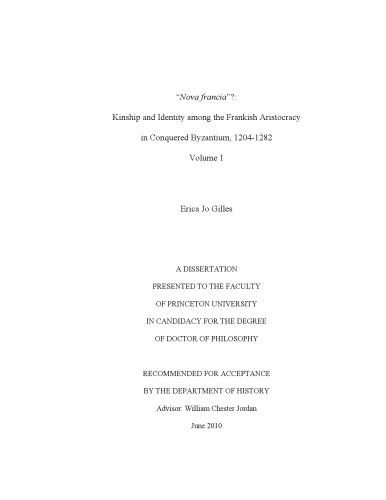 “Nova francia”?:
Kinship and Identity among the Frankish Aristocracy
in Conquered Byzantium, 1204-1282
Volume 1
Erica Jo Gilles
A DISSERTATION
PRESENTED TO THE FACULTY
OF PRINCETON UNIVERSITY
IN CANDIDACY FOR THE DEGREE
OF DOCTOR OF PHILOSOPHY
RECOMMENDED FOR ACCEPTANCE
BY THE DEPARTMENT OF HISTORY
Advisor: William Chester Jordan
June 2010